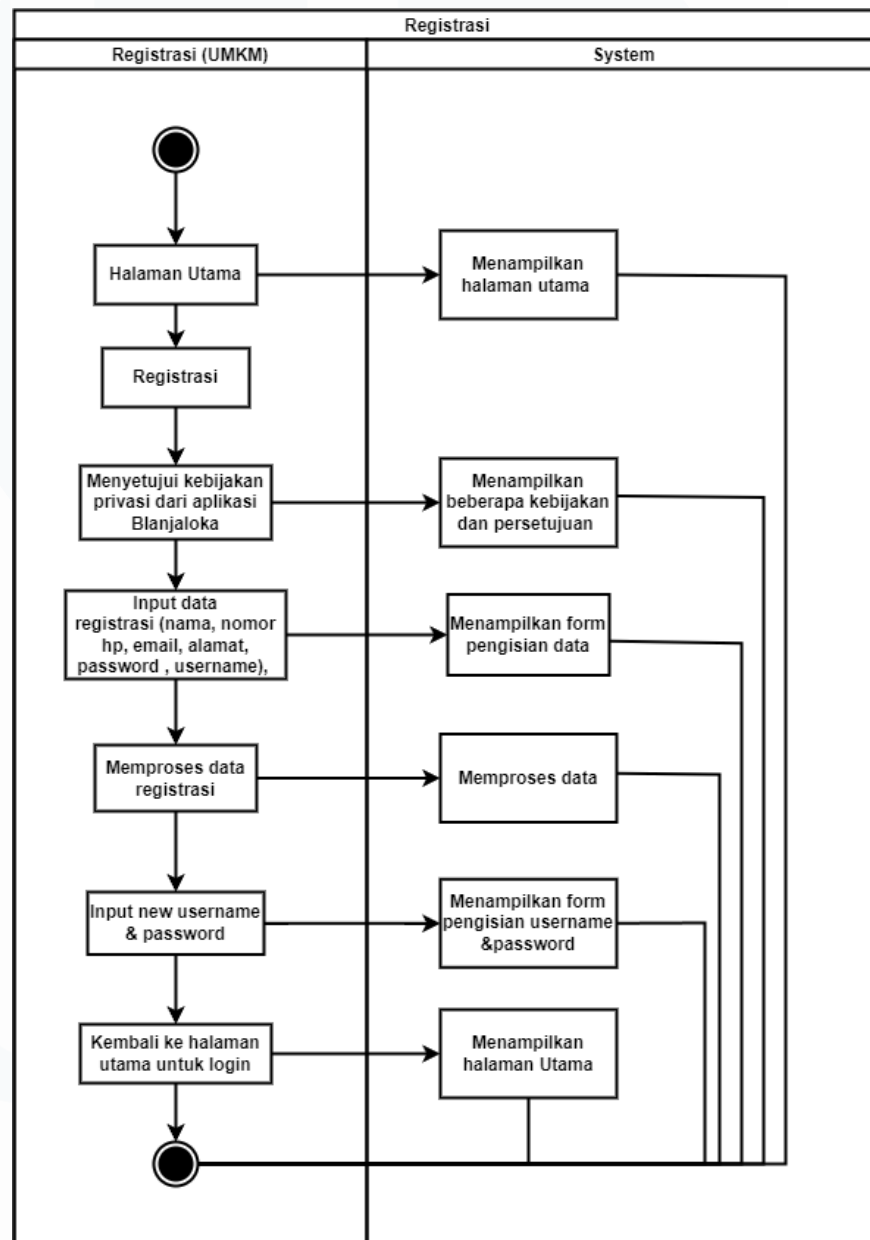 Registrasi
Registrasi (UMKM)
System
Halaman Utama
Menampilkan
halaman utama
Registrasi
Menyetujui kebijakan
privasi dari aplikasi
Blanjaloka
Menampilkan
beberapa kebijakan
dan persetujuan
Input data
registrasi (nama, nomor
hp, email, alamat,
password , username),
Menampilkan form
pengisian data
Memproses data
registrasi
Memproses data
Input new username
& password
Menampilkan form
pengisian username
&password
Kembali ke halaman
utama untuk login
Menampilkan
halaman Utama